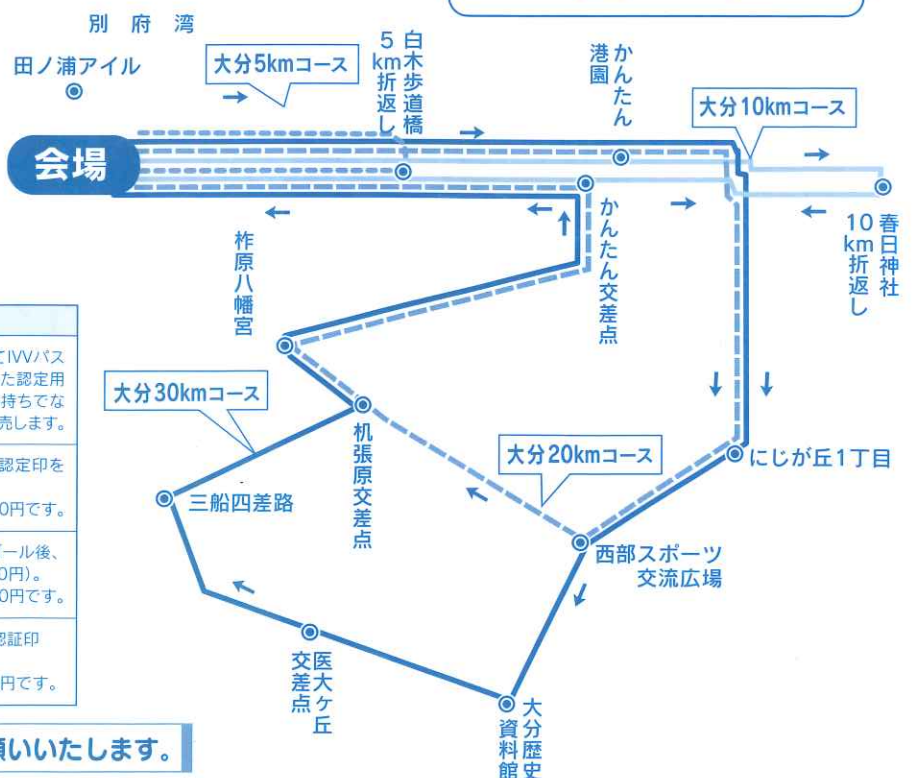 別府湾
田ノ浦アイル
大分5kmコース
白木歩道橋
5km折返し
かんたん
港園
大分10kmコース
会場
かんたん交差点
春日神社
10km折返し
柞原八幡宮
てIVVパス
た認定用
持ちでな
売します。
認定印を
0円です。
ゴール後、
0円)。
0円です。
認証印
円です。
大分30kmコース
机張原交差点
大分20kmコース
にじが丘1丁目
三船四差路
西部スポーツ
交流広場
医大ケ丘
交差点
大分歴史
資料館
願いいたします。